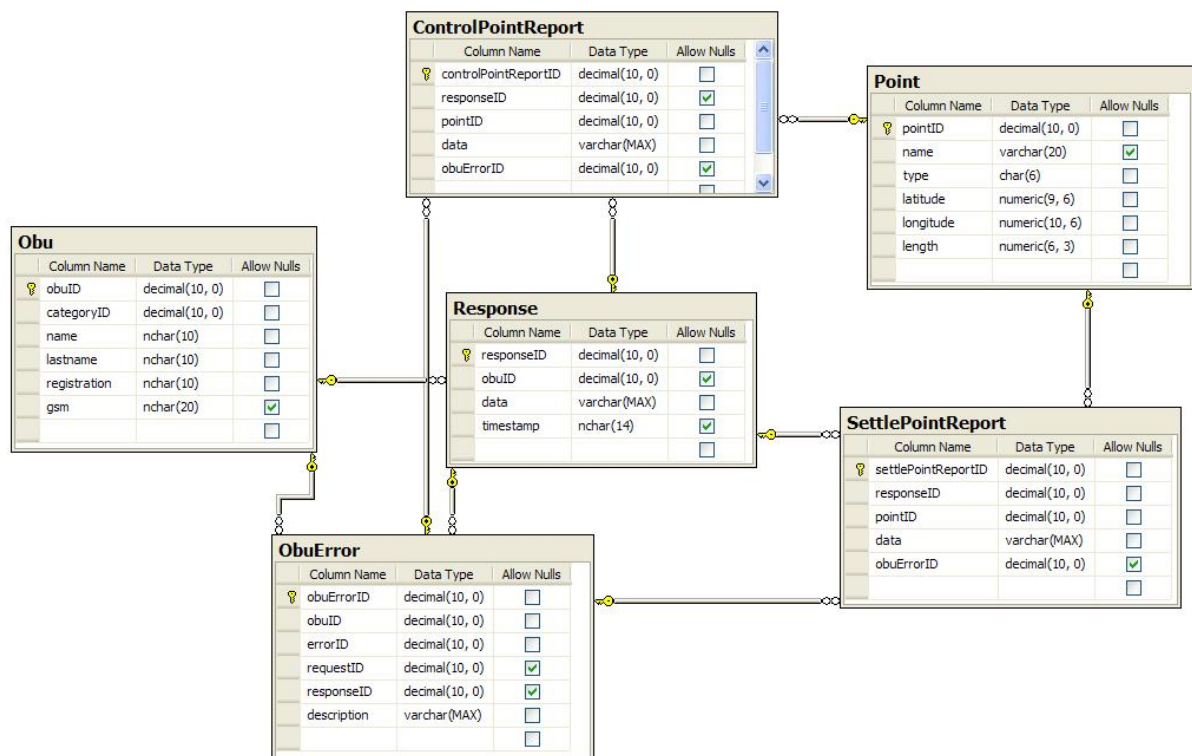 ControlPointReport
Column Name Data Type Allow Nulls
controlPointReportID decimal(10, 0)
responseID decimal(10, 0)
pointID decimal(10, 0)
data varchar(MAX)
obuErrorID decimal(10, 0)
Point
Column Name Data Type Allow Nulls
pointID decimal(10, 0)
name varchar(20)
type char(6)
latitude numeric(9, 6)
longitude numeric(10, 6)
length numeric(6, 3)
Obu
Column Name Data Type Allow Nulls
obuID decimal(10, 0)
categoryID decimal(10, 0)
name nchar(10)
lastname nchar(10)
registration nchar(10)
gsm nchar(20)
Response
Column Name Data Type Allow Nulls
responseID decimal(10, 0)
obuID decimal(10, 0)
data varchar(MAX)
timestamp nchar(14)
SettlePointReport
Column Name Data Type Allow Nulls
settlePointReportID decimal(10, 0)
responseID decimal(10, 0)
pointID decimal(10, 0)
data varchar(MAX)
obuErrorID decimal(10, 0)
ObuError
Column Name Data Type Allow Nulls
obuErrorID decimal(10, 0)
obuID decimal(10, 0)
errorID decimal(10, 0)
requestID decimal(10, 0)
responseID decimal(10, 0)
description varchar(MAX)